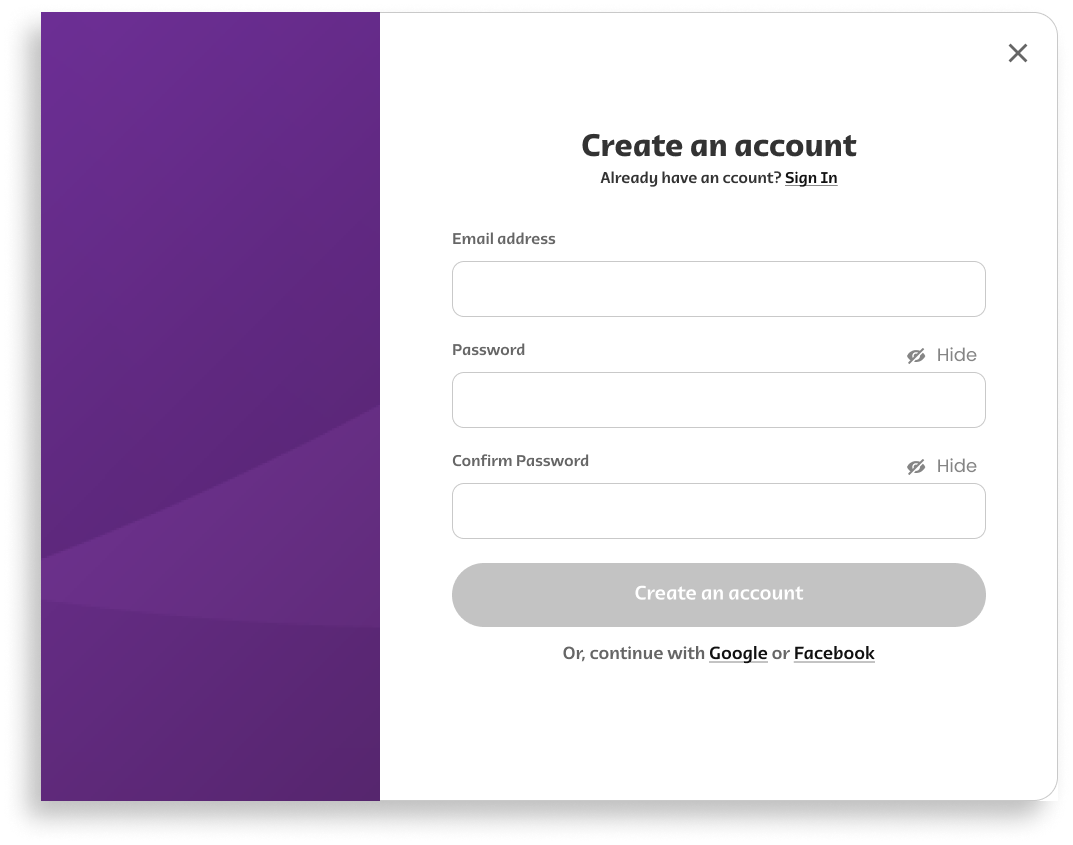 Create an account
Already have an ccount? Sign In
Email address
Password
Hide
Confirm Password
Hide
Create an account
Or, continue with Google or Facebook